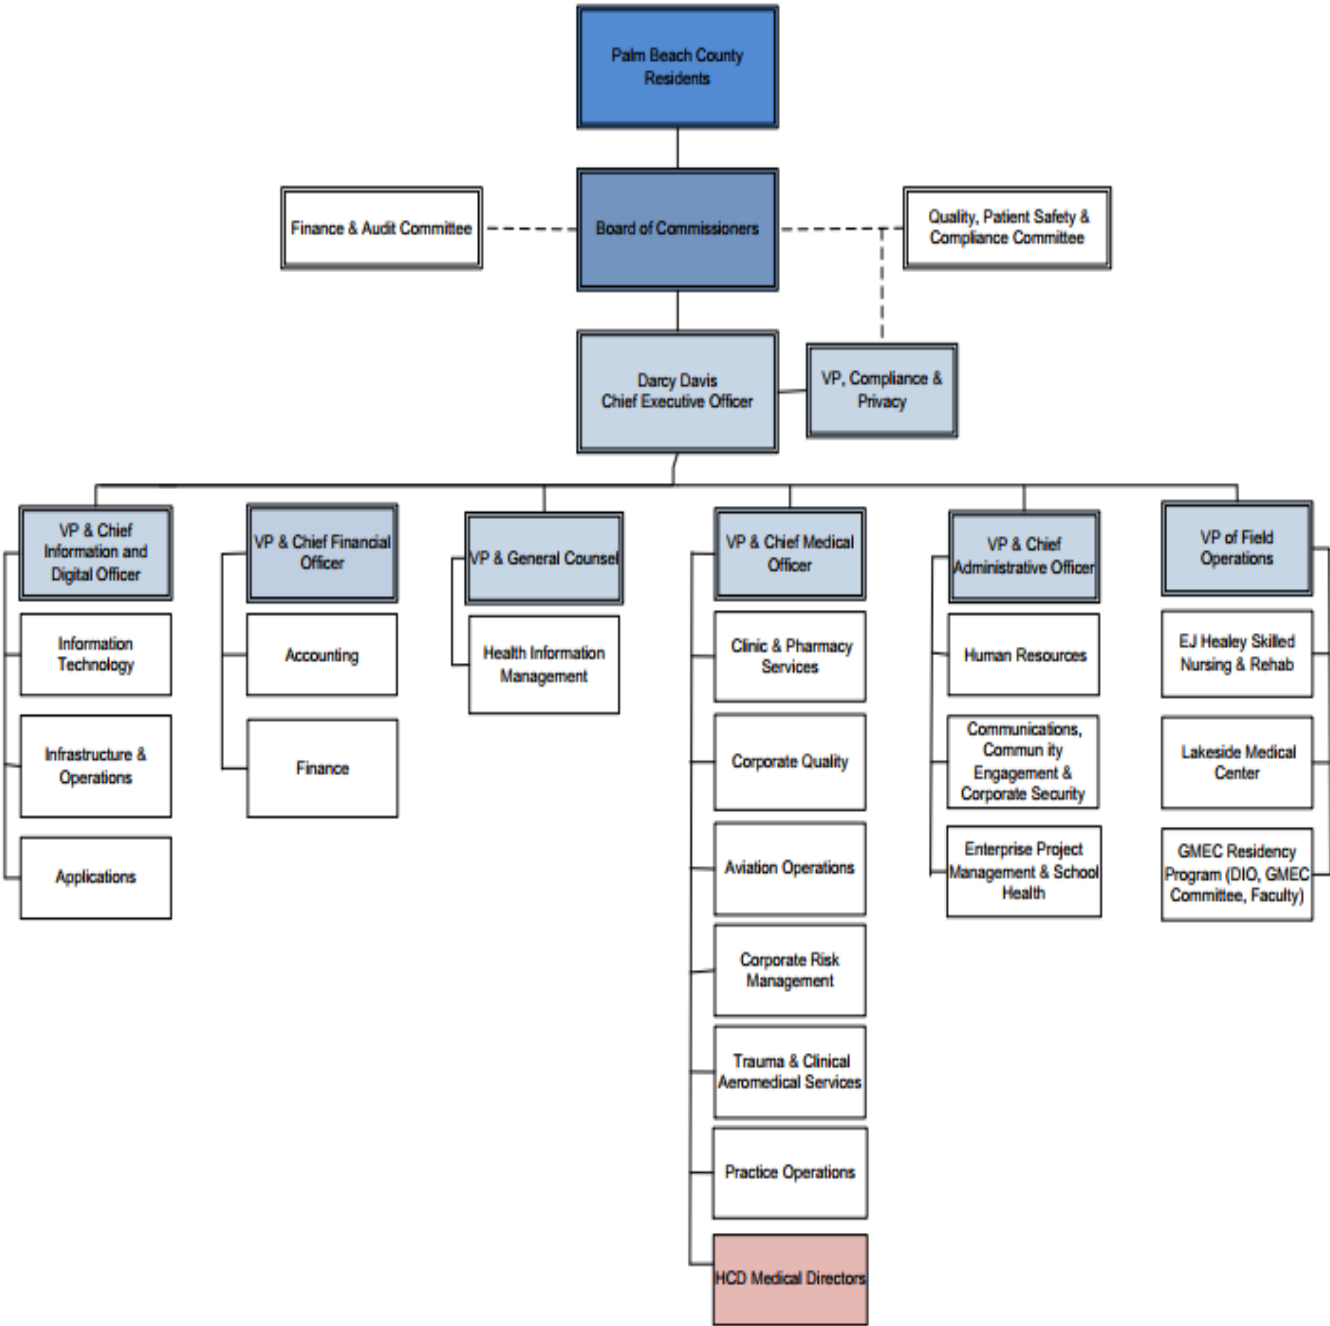 Palm Beach County
Residents
Finance & Audit Committee
Board of Commissioners
Quality, Patient Safety &
Compliance Committee
Darcy Davis
Chief Executive Officer
VP, Compliance &
Privacy
VP & Chief
Information and
Digital Officer
Information
Technology
Infrastructure &
Operations
Applications
VP & Chief Financial
Officer
Accounting
Finance
VP & General Counsel
Health Information
Management
VP & Chief Medical
Officer
Clinic & Pharmacy
Services
Corporate Quality
Aviation Operations
Corporate Risk
Management
Trauma & Clinical
Aeromedical Services
Practice Operations
HCD Medical Directors
VP & Chief
Administrative Officer
Human Resources
Communications,
Commun ity
Engagement &
Corporate Security
Enterprise Project
Management & School
Health
VP of Field
Operations
EJ Healey Skilled
Nursing & Rehab
Lakeside Medical
Center
GMEC Residency
Program (DIO, GMEC
Committee, Faculty)